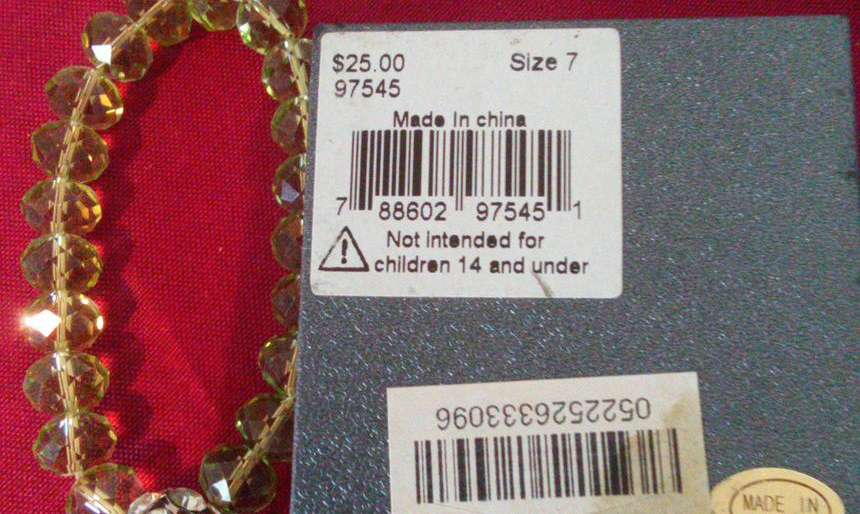 $25.00 Size 7
97545
Made In china
7 88602 97545 1
Not intended for
children 14 and under
0522526333096
MADE IN